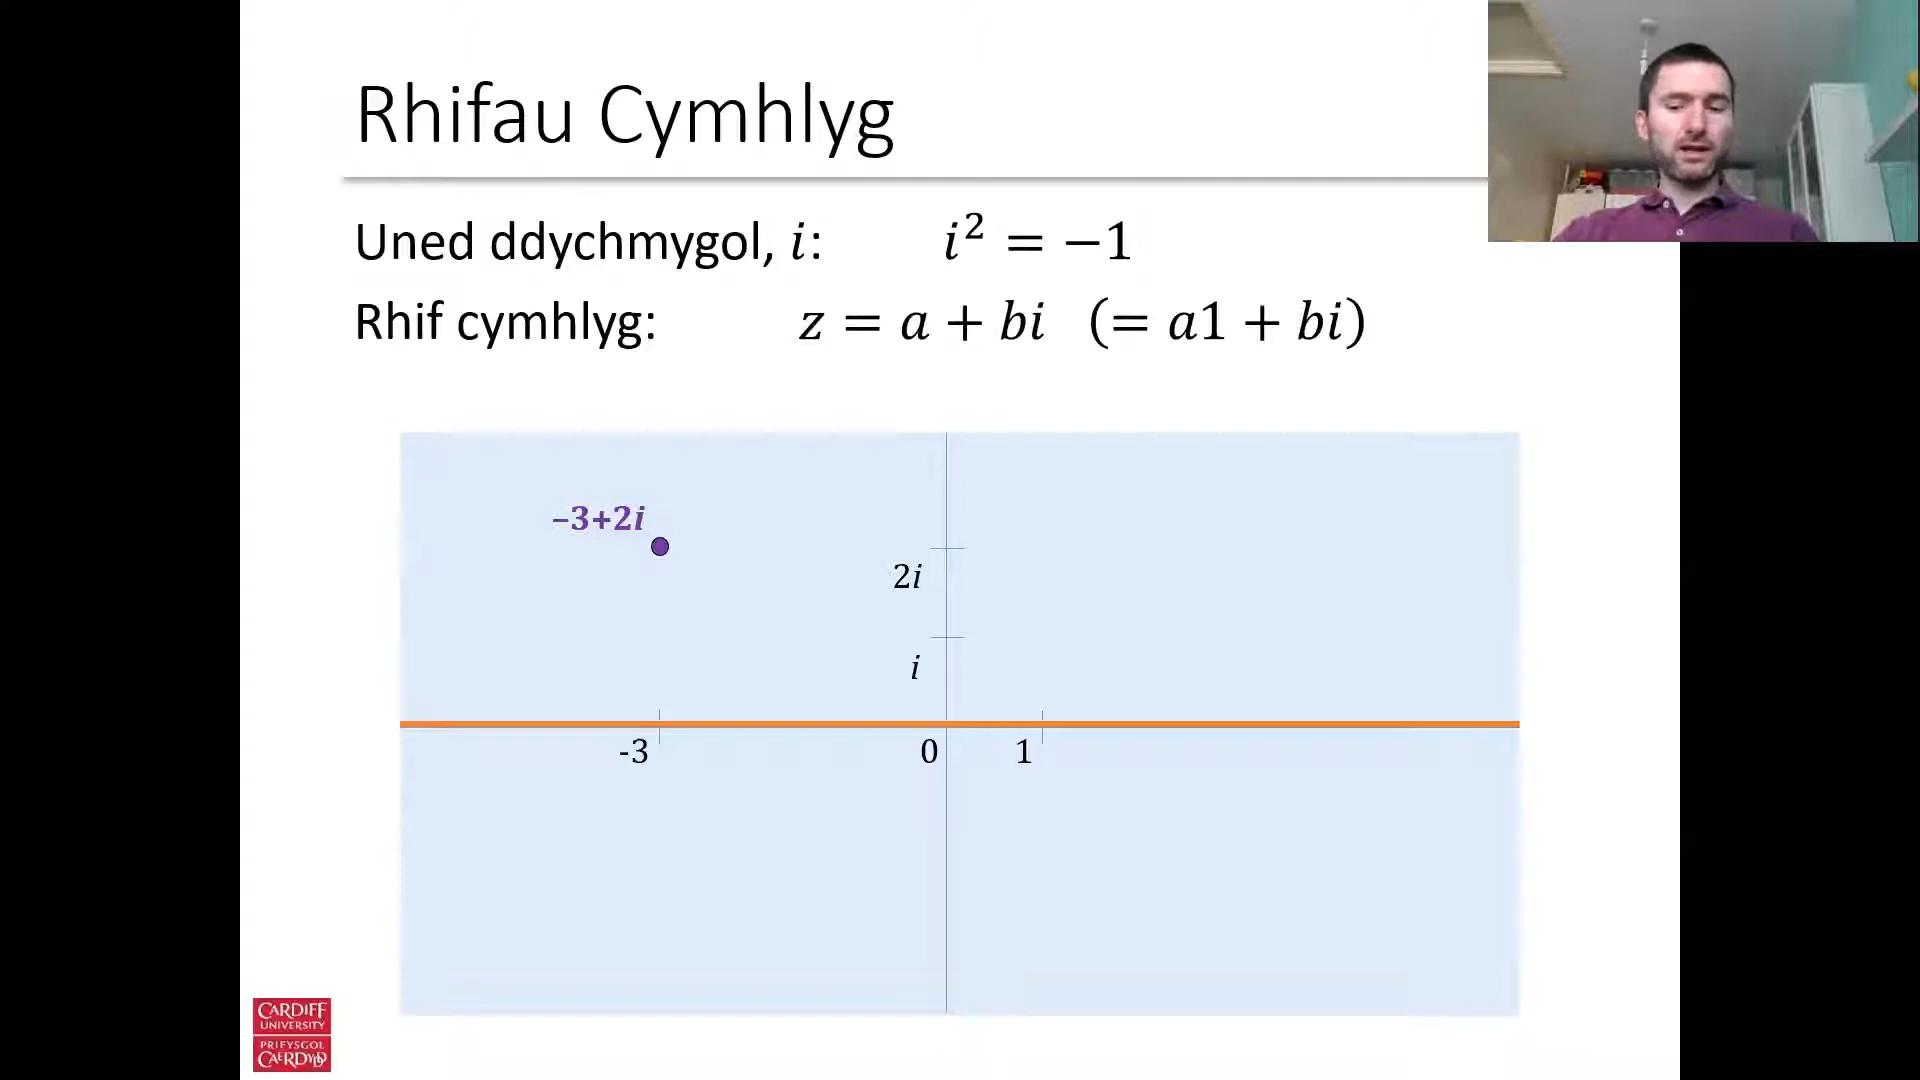 Rhifau Cymhlyg
Uned ddychmygol, i: i² = −1
Rhif cymhlyg: z = a + bi (= a1 + bi)
–3+2i
2i
i
-3 0 1
CARDIFF
UNIVERSITY
PRIFYSGOL
CAERDYDD